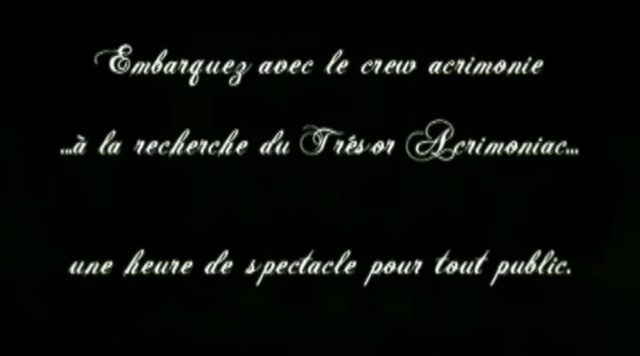 Embarquez avec le crew acrimonie
...à la recherche du Trésor Acrimoniac...
une heure de spectacle pour tout public.